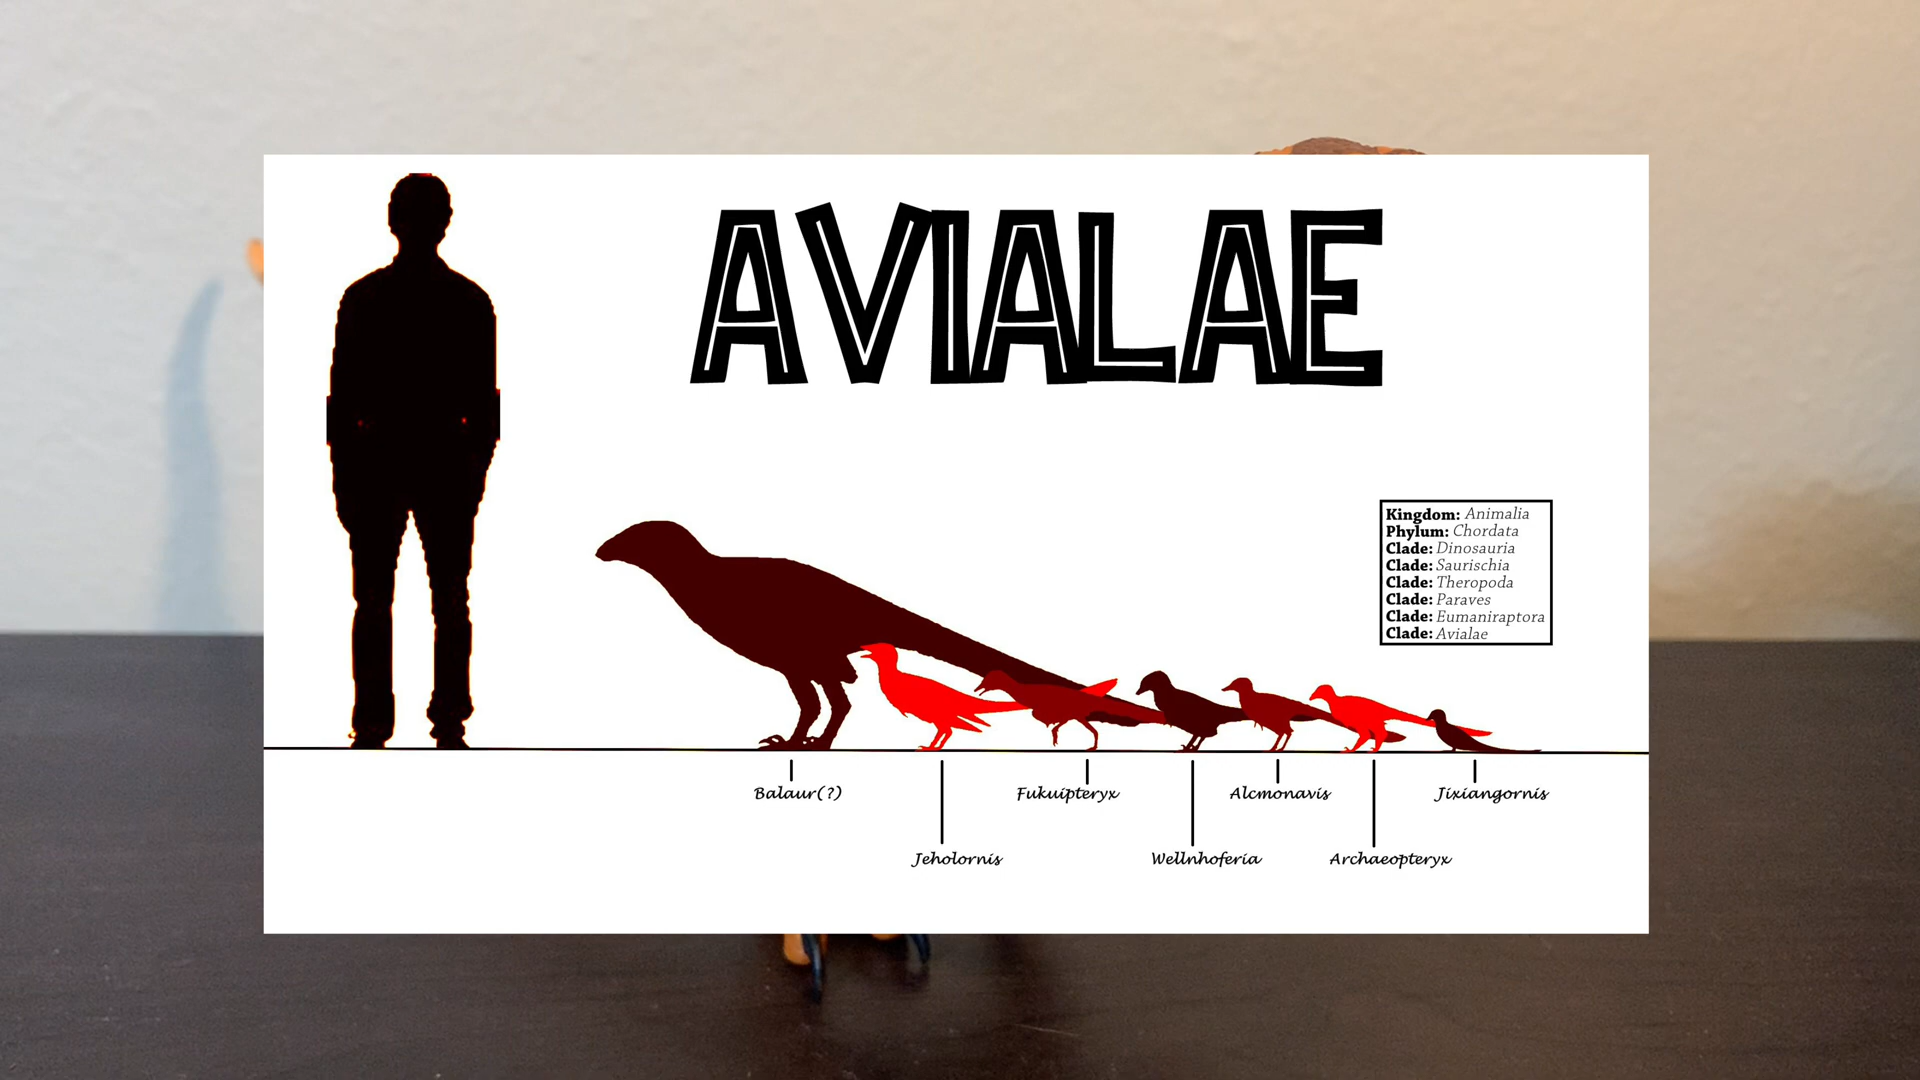 AVIALAE
Kingdom: Animalia
Phylum: Chordata
Clade: Dinosauria
Clade: Saurischia
Clade: Theropoda
Clade: Paraves
Clade: Eumaniraptora
Clade: Avialae
Balaur(?)
Fukuipteryx
Alcmonavis
Jixiangornis
Jeholornis
Wellnhoferia
Archaeopteryx